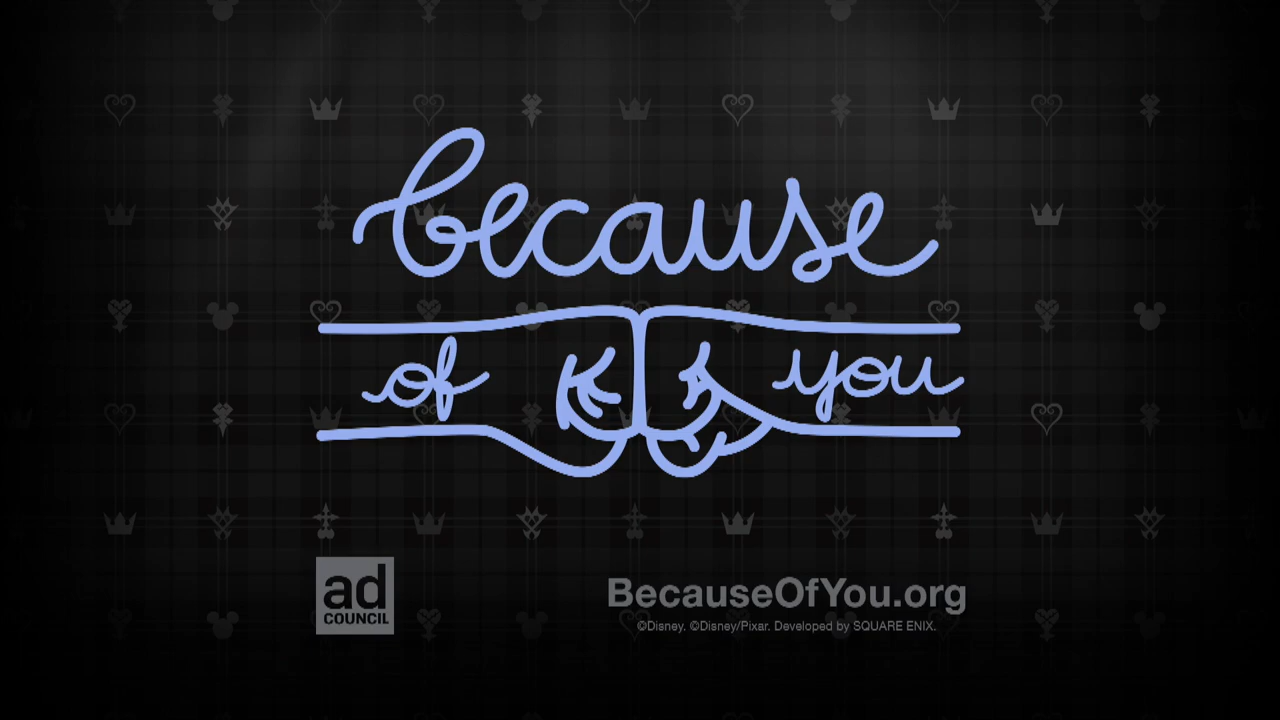 because
of you
ad
COUNCIL
BecauseOfYou.org
©Disney. ©Disney/Pixar. Developed by SQUARE ENIX.